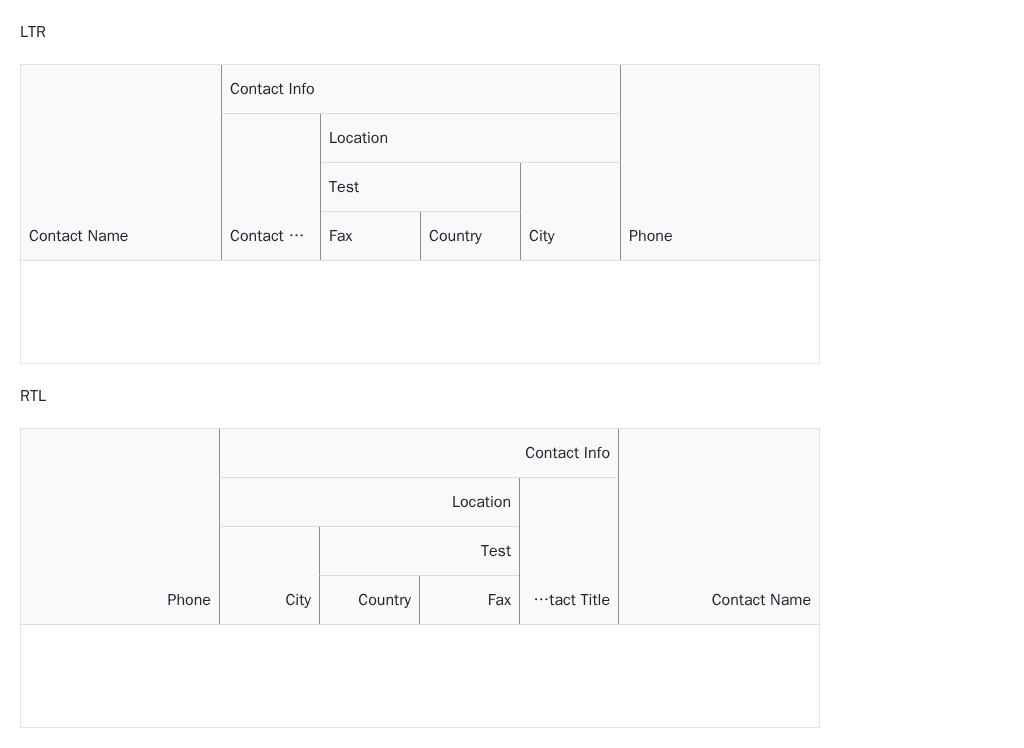 LTR
Contact Info
Location
Test
Contact Name Contact ⋯ Fax Country City Phone
RTL
Contact Info
Location
Test
Phone City Country Fax ⋯tact Title Contact Name